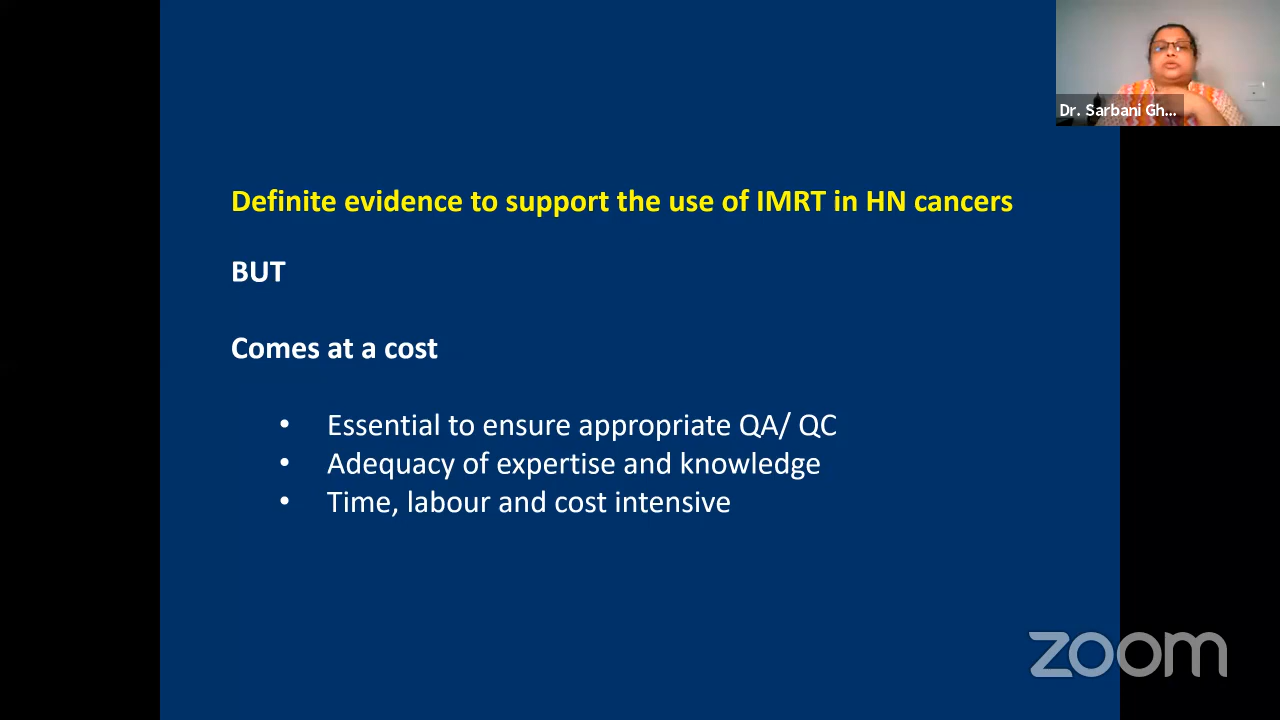 Dr. Sarbani Gh...
Definite evidence to support the use of IMRT in HN cancers
BUT
Comes at a cost
• Essential to ensure appropriate QA/ QC
• Adequacy of expertise and knowledge
• Time, labour and cost intensive
zoom